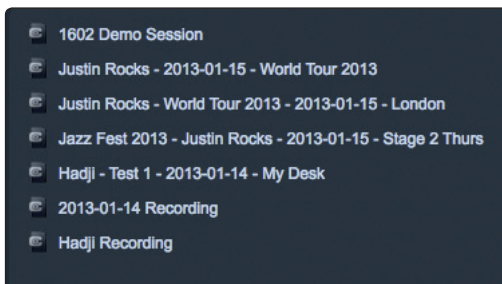 1602 Demo Session
Justin Rocks - 2013-01-15 - World Tour 2013
Justin Rocks - World Tour 2013 - 2013-01-15 - London
Jazz Fest 2013 - Justin Rocks - 2013-01-15 - Stage 2 Thurs
Hadji - Test 1 - 2013-01-14 - My Desk
2013-01-14 Recording
Hadji Recording